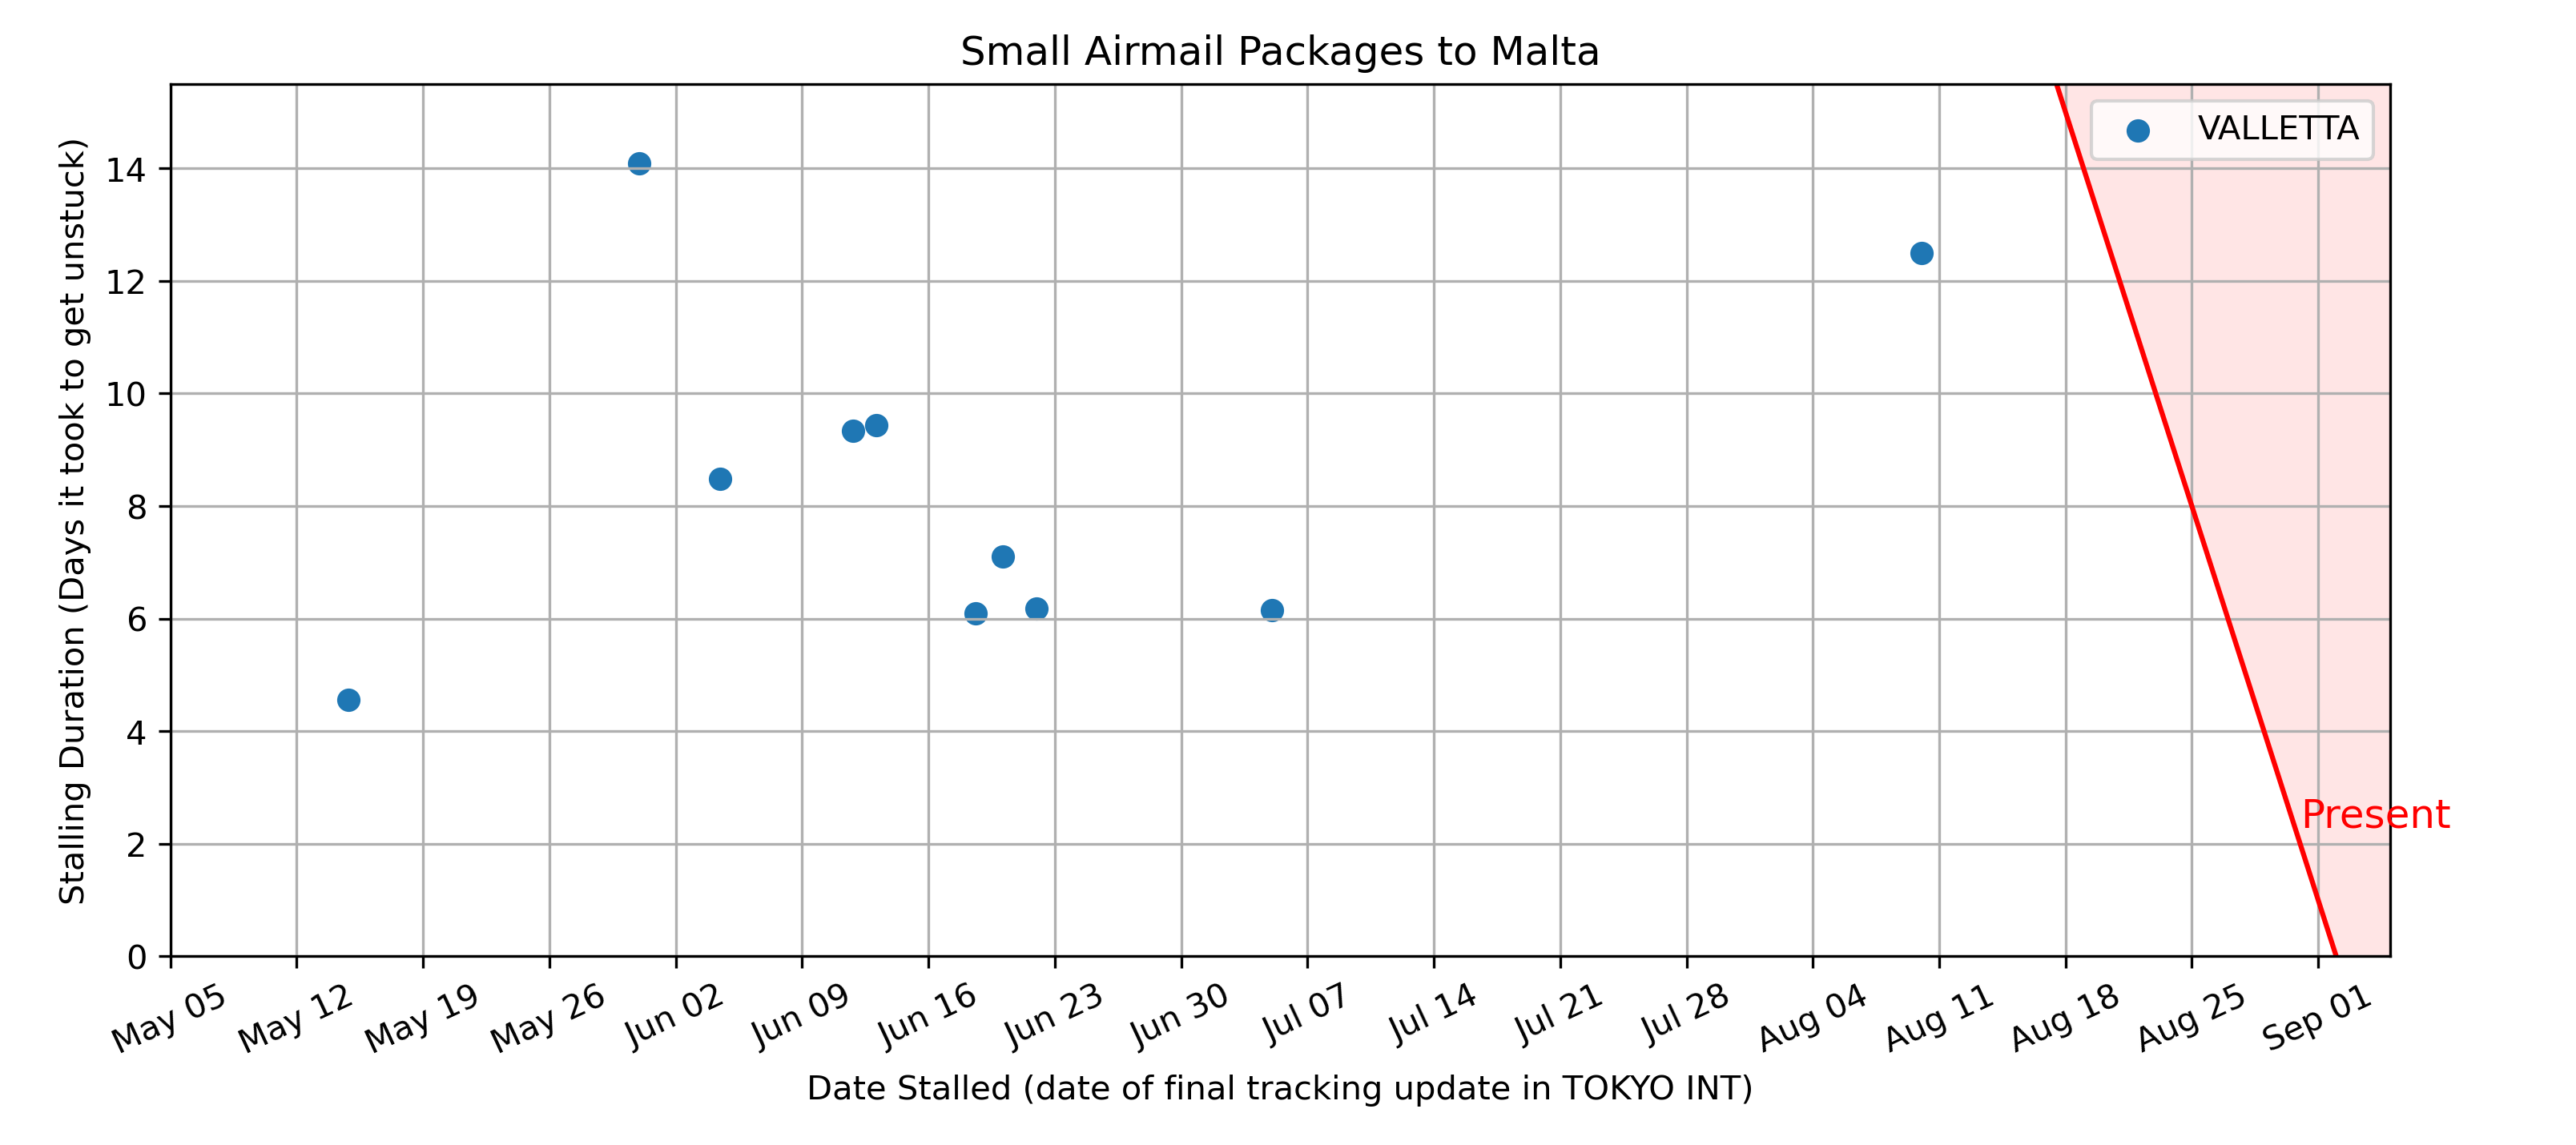 Small Airmail Packages to Malta
VALLETTA
Stalling Duration (Days it took to get unstuck)
14
12
10
8
6
4
2
0
Present
May 05
May 12
May 19
May 26
Jun 02
Jun 09
Jun 16
Jun 23
Jun 30
Jul 07
Jul 14
Jul 21
Jul 28
Aug 04
Aug 11
Aug 18
Aug 25
Sep 01
Date Stalled (date of final tracking update in TOKYO INT)